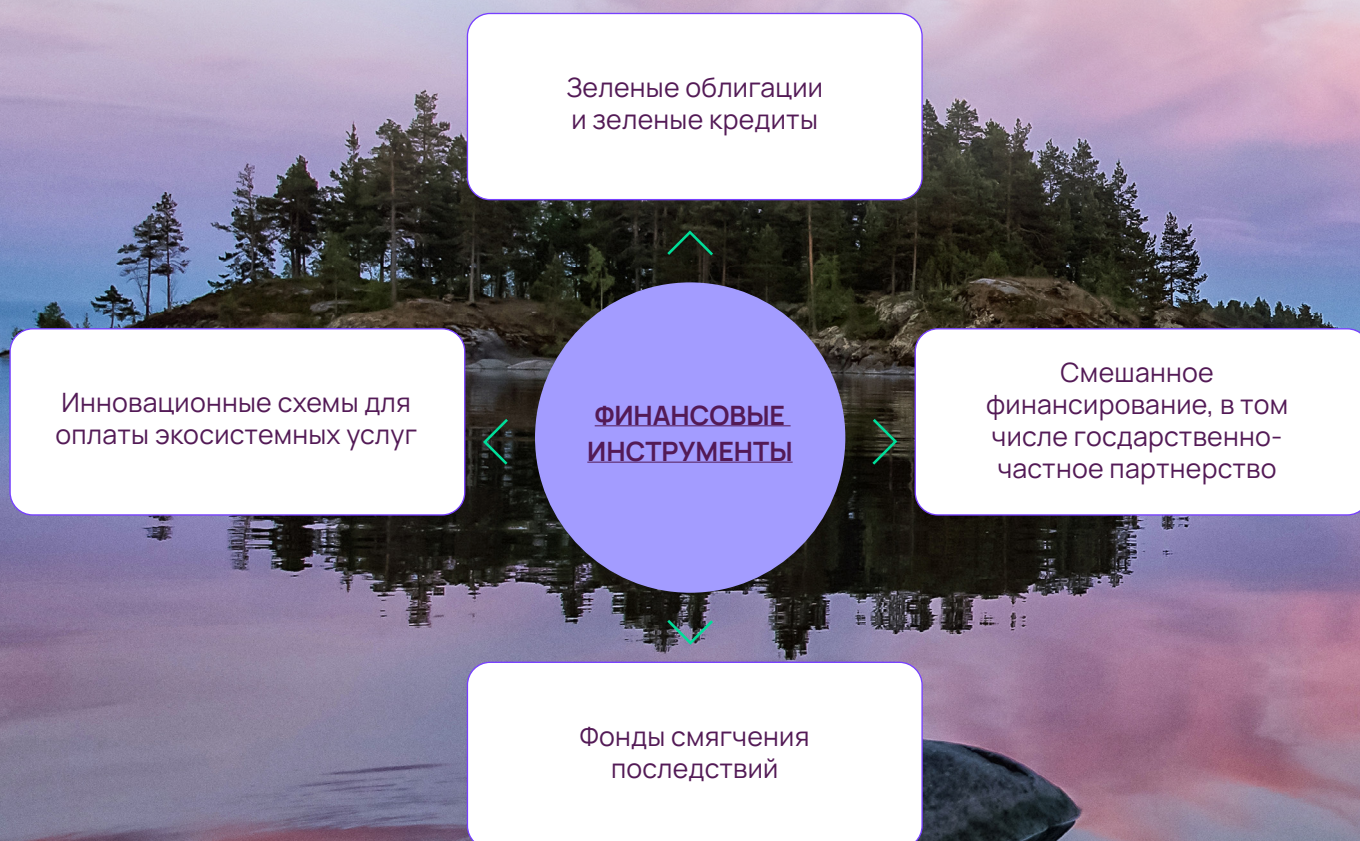 Зеленые облигации
и зеленые кредиты
Инновационные схемы для
оплаты экосистемных услуг
ФИНАНСОВЫЕ
ИНСТРУМЕНТЫ
Смешанное
финансирование, в том
числе госдарственно-
частное партнерство
Фонды смягчения
последствий